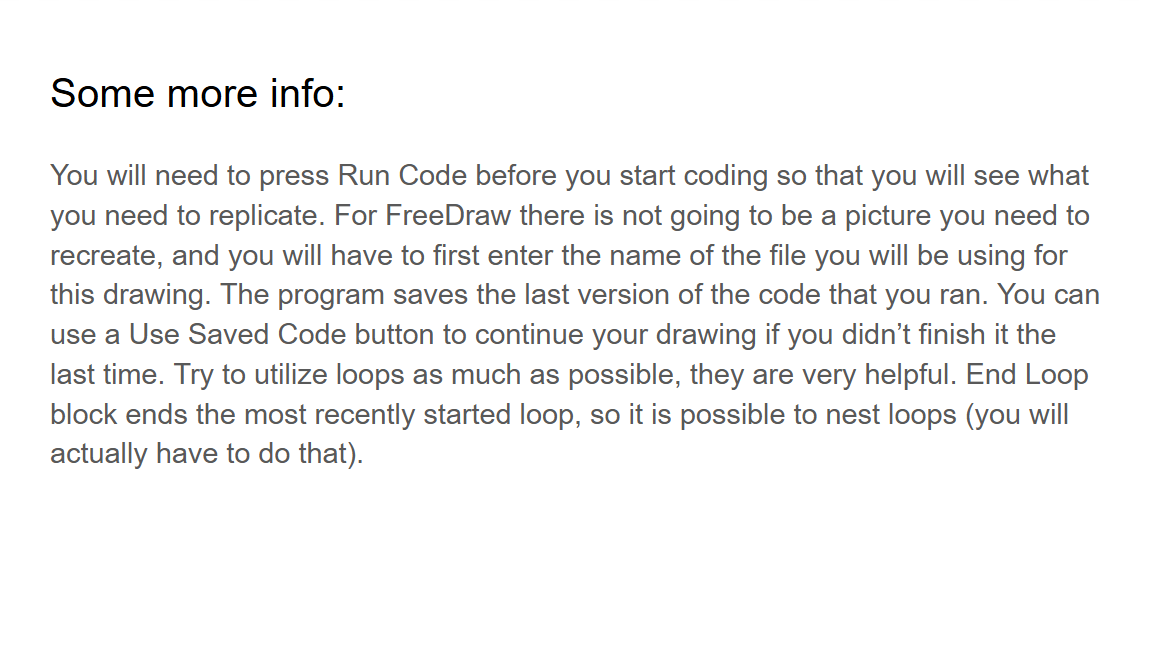 Some more info:
You will need to press Run Code before you start coding so that you will see what
you need to replicate. For FreeDraw there is not going to be a picture you need to
recreate, and you will have to first enter the name of the file you will be using for
this drawing. The program saves the last version of the code that you ran. You can
use a Use Saved Code button to continue your drawing if you didn’t finish it the
last time. Try to utilize loops as much as possible, they are very helpful. End Loop
block ends the most recently started loop, so it is possible to nest loops (you will
actually have to do that).